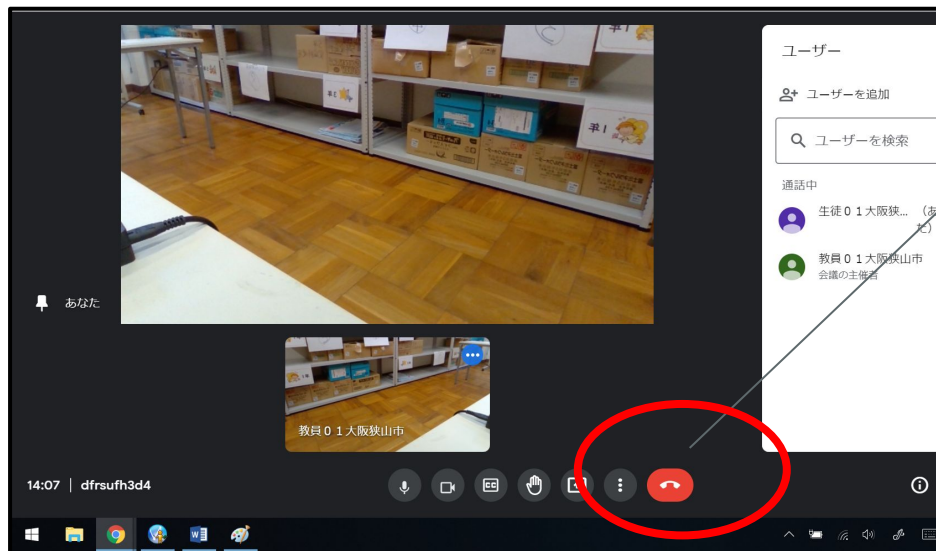 ユーザー
ユーザーを追加
ユーザーを検索
通話中
生徒０１大阪狭... （あ
た）
教員０１大阪狭山市
会議の主催者
あなた
教員０１大阪狭山市
14:07 | dfrsufh3d4